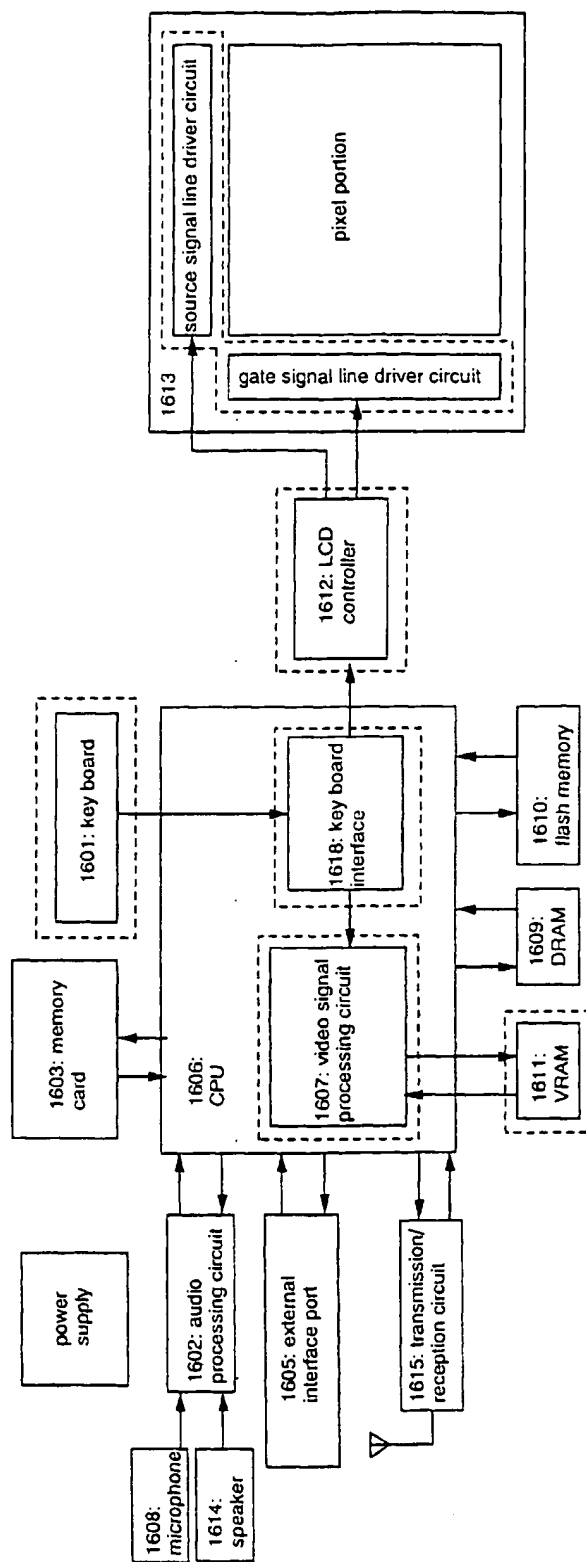 power
supply
1608:
microphone
1614:
speaker
1602: audio
processing circuit
1605: external
interface port
1615: transmission/
reception circuit
1603: memory
card
1601: key board
1606:
CPU
1618: key board
interface
1607: video signal
processing circuit
1611:
VRAM
1609:
DRAM
1610:
flash memory
1612: LCD
controller
1613
source signal line driver circuit
gate signal line driver circuit
pixel portion